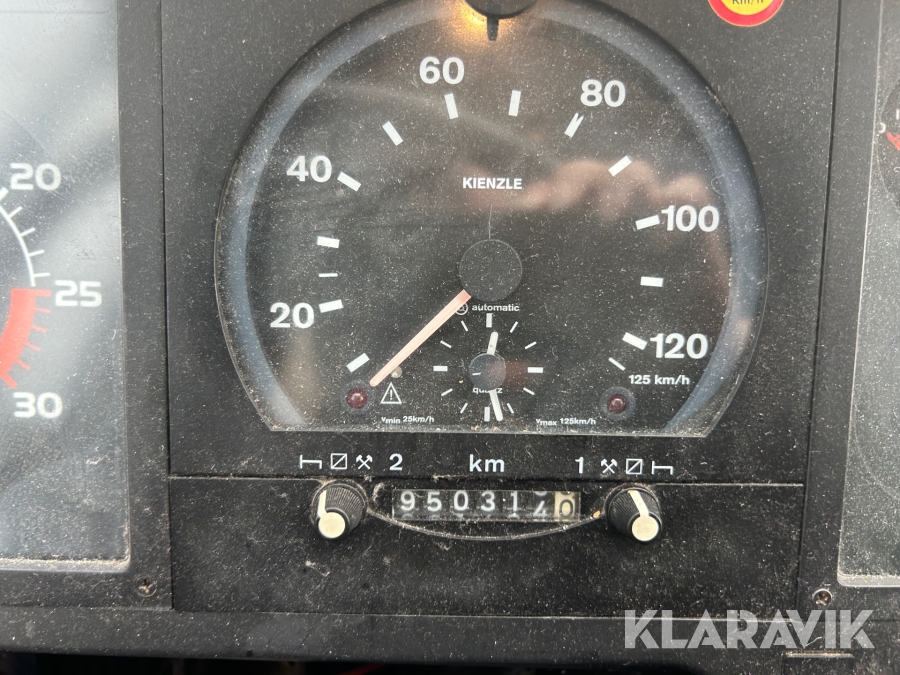 Km/h
60
80
40
20
KIENZLE
100
25
automatic
20
120
30
quartz
125 km/h
Vmin 25km/h
Vmax 125km/h
2
km
1
KLARAVIK